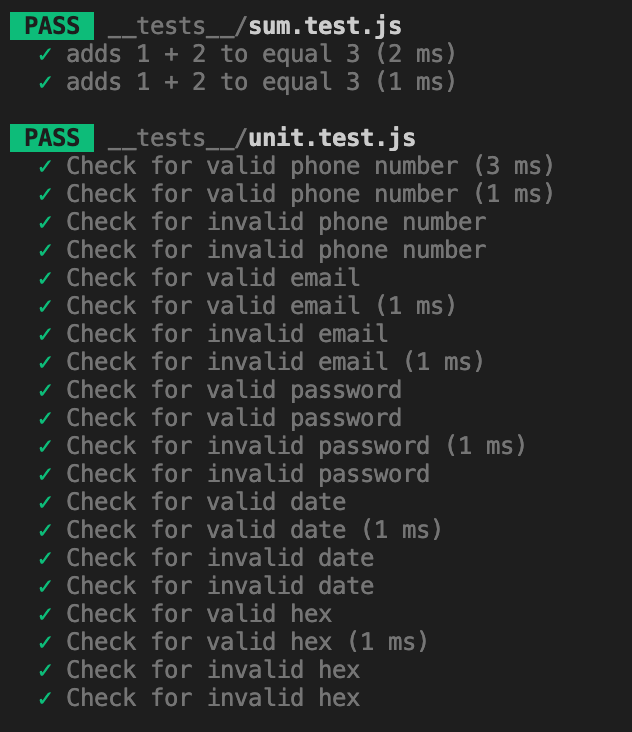 PASS __tests__/sum.test.js
✓ adds 1 + 2 to equal 3 (2 ms)
✓ adds 1 + 2 to equal 3 (1 ms)
PASS __tests__/unit.test.js
✓ Check for valid phone number (3 ms)
✓ Check for valid phone number (1 ms)
✓ Check for invalid phone number
✓ Check for invalid phone number
✓ Check for valid email
✓ Check for valid email (1 ms)
✓ Check for invalid email
✓ Check for invalid email (1 ms)
✓ Check for valid password
✓ Check for valid password
✓ Check for invalid password (1 ms)
✓ Check for invalid password
✓ Check for valid date
✓ Check for valid date (1 ms)
✓ Check for invalid date
✓ Check for invalid date
✓ Check for valid hex
✓ Check for valid hex (1 ms)
✓ Check for invalid hex
✓ Check for invalid hex